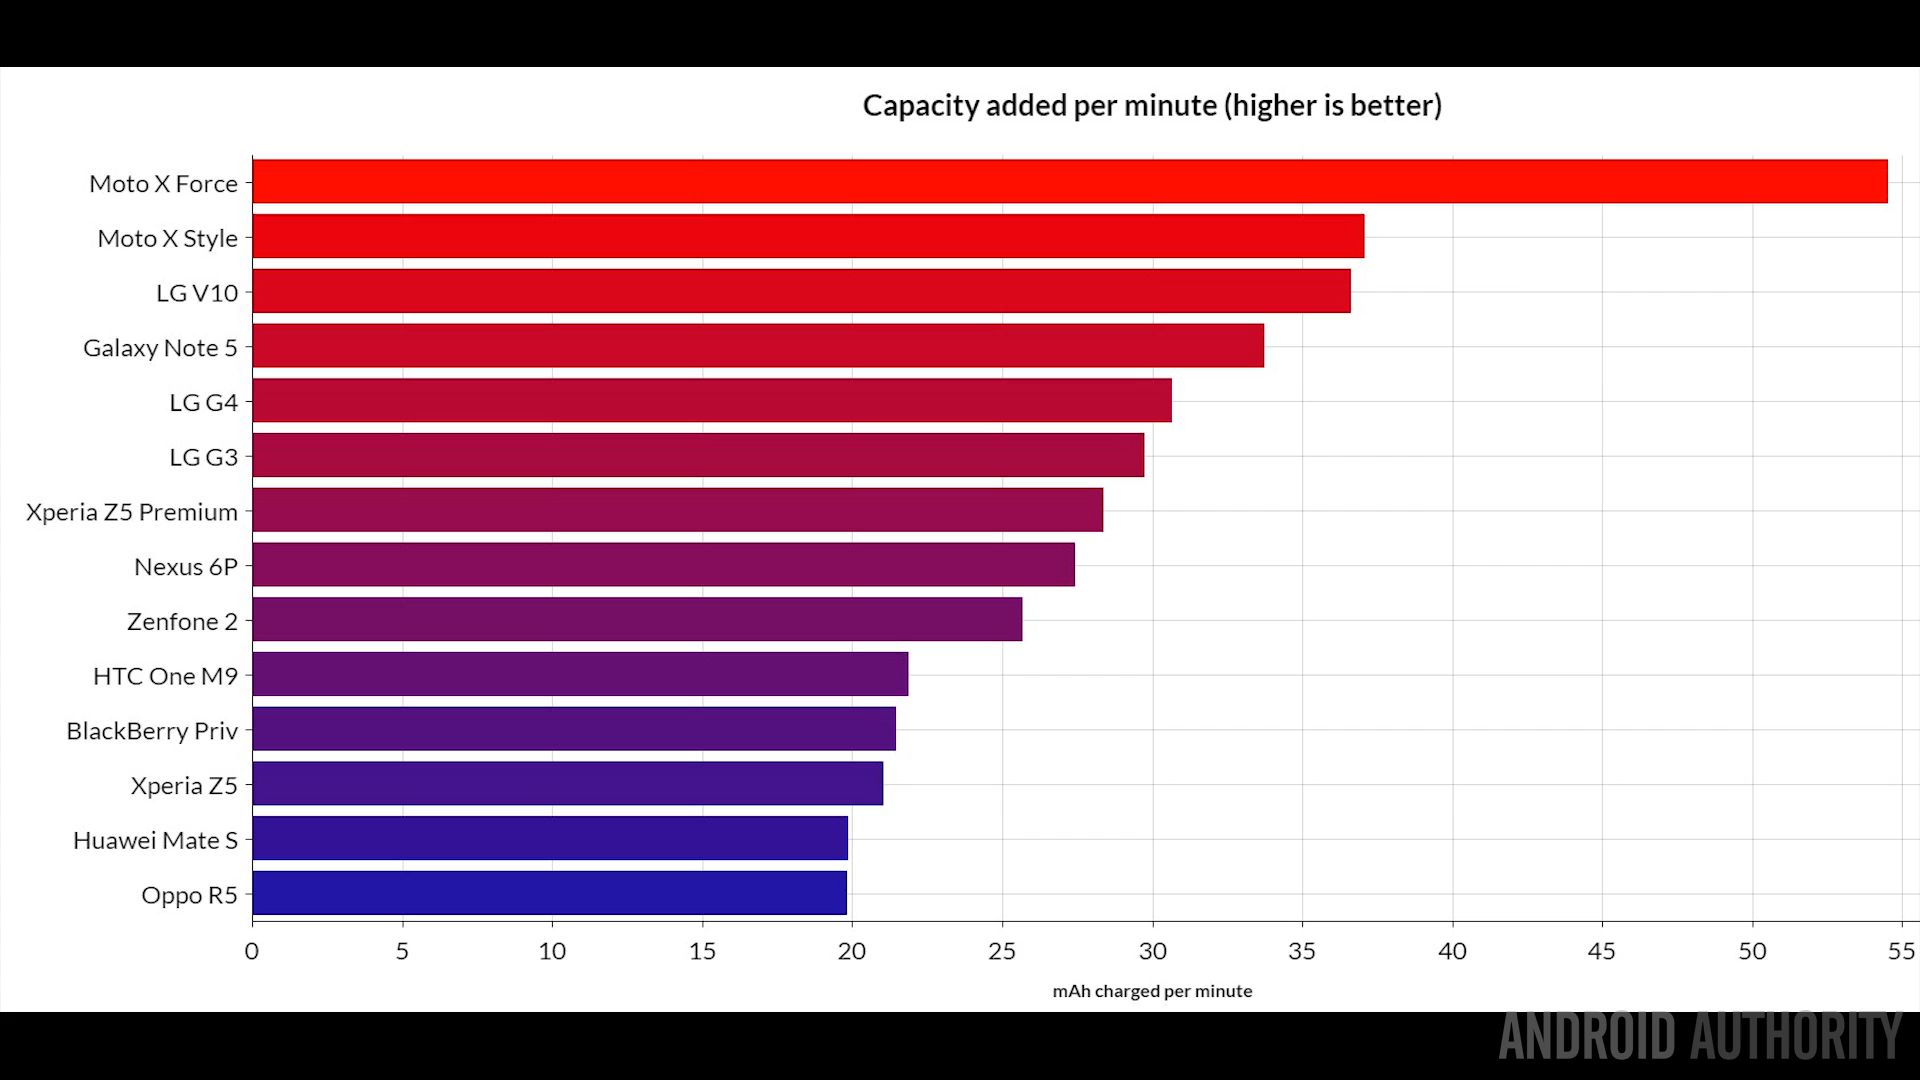 Capacity added per minute (higher is better)
Moto X Force
Moto X Style
LG V10
Galaxy Note 5
LG G4
LG G3
Xperia Z5 Premium
Nexus 6P
Zenfone 2
HTC One M9
BlackBerry Priv
Xperia Z5
Huawei Mate S
Oppo R5
0 5 10 15 20 25 30 35 40 45 50 55
mAh charged per minute
ANDROID AUTHORITY